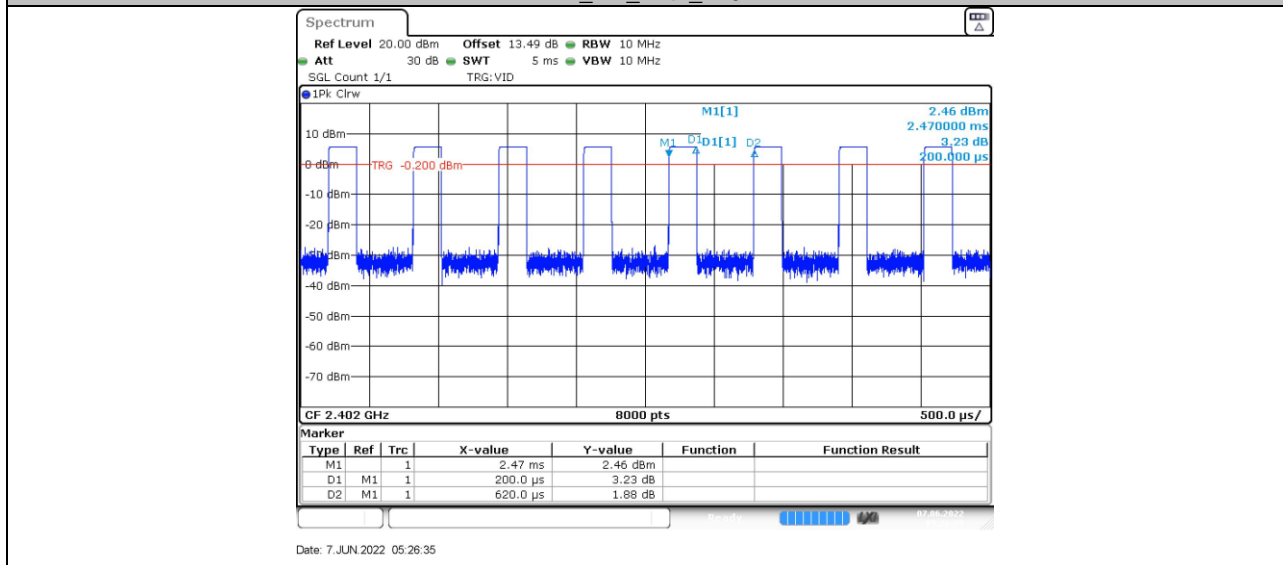 Spectrum
Ref Level 20.00 dBm Offset 13.49 dB RBW 10 MHz
Att 30 dB SWT 5 ms VBW 10 MHz
SGL Count 1/1 TRG:VID
1Pk Clrw
M1[1] 2.46 dBm
2.470000 ms
10 dBm
M1 D1 D1[1] D2 3.23 dB
200.000 µs
0 dBm
TRG -0.200 dBm
-10 dBm
-20 dBm
-30 dBm
-40 dBm
-50 dBm
-60 dBm
-70 dBm
CF 2.402 GHz 8000 pts 500.0 µs/
Marker
Type Ref Trc X-value Y-value Function Function Result
M1 1 2.47 ms 2.46 dBm
D1 M1 1 200.0 µs 3.23 dB
D2 M1 1 620.0 µs 1.88 dB
07.06.2022
Date: 7.JUN.2022 05:26:35